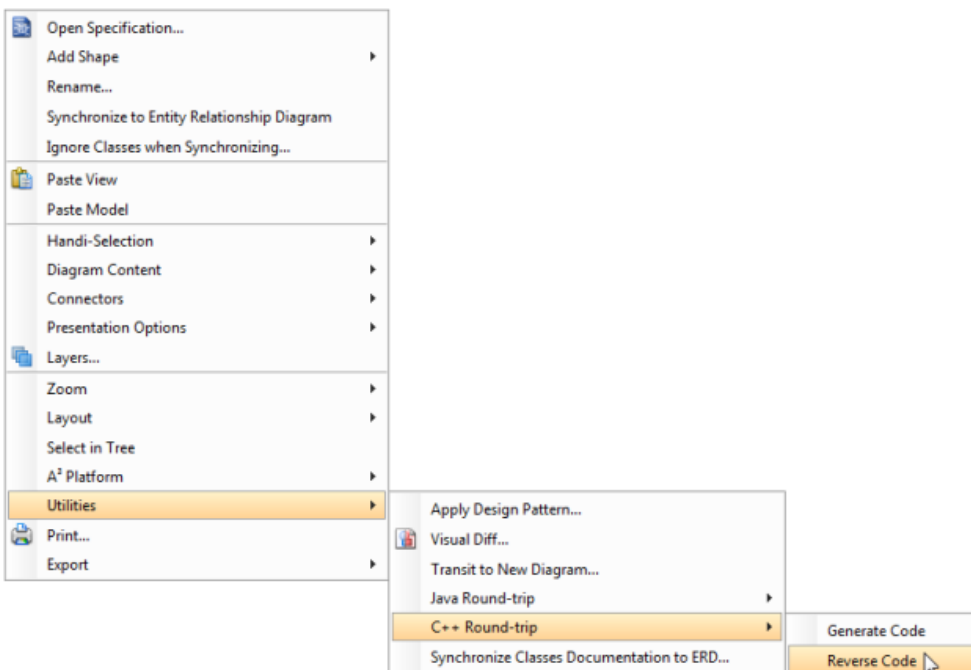 Open Specification...
Add Shape
Rename...
Synchronize to Entity Relationship Diagram
Ignore Classes when Synchronizing...
Paste View
Paste Model
Handi-Selection
Diagram Content
Connectors
Presentation Options
Layers...
Zoom
Layout
Select in Tree
A² Platform
Utilities
Print...
Export
Apply Design Pattern...
Visual Diff...
Transit to New Diagram...
Java Round-trip
C++ Round-trip
Synchronize Classes Documentation to ERD...
Generate Code
Reverse Code